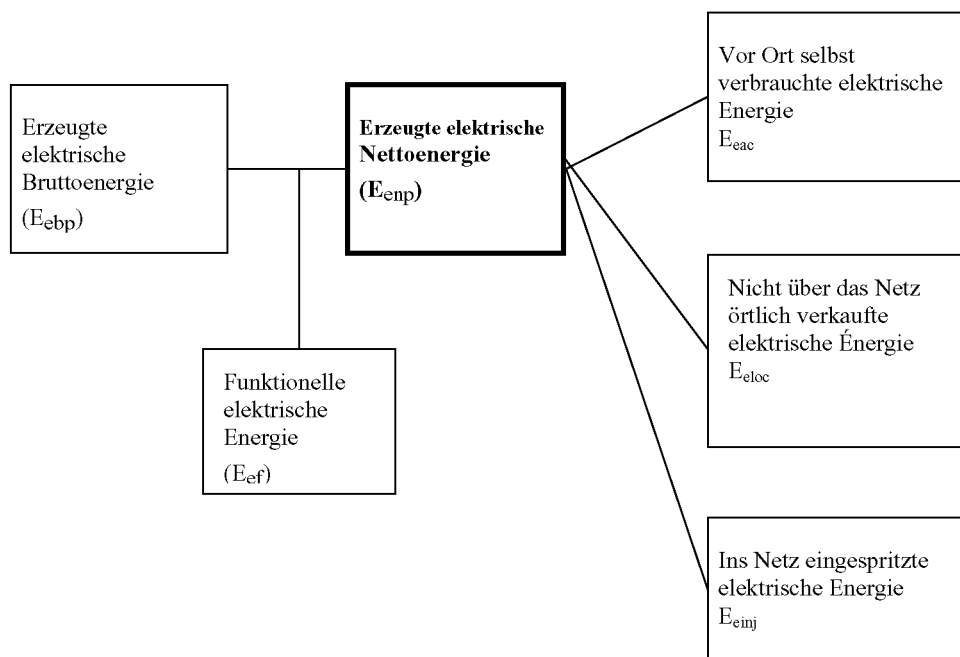 Erzeugte
elektrische
Bruttoenergie
(Eebp)
Funktionelle
elektrische
Energie
(Eef)
Erzeugte elektrische
Nettoenergie
(Eenp)
Vor Ort selbst
verbrauchte elektrische
Energie
Eeac
Nicht über das Netz
örtlich verkaufte
elektrische Énergie
Eeloc
Ins Netz eingespritzte
elektrische Energie
Eeinj